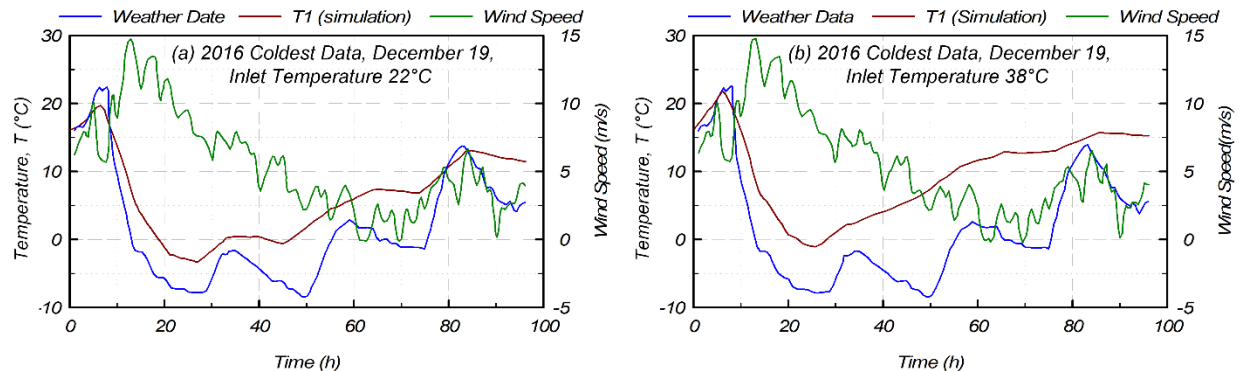 Weather Date T1 (simulation) Wind Speed
(a) 2016 Coldest Data, December 19,
Inlet Temperature 22°C
Temperature, T (°C)
30
20
10
0
-10
15
10
5
0
-5
Wind Speed (m/s)
0 20 40 60 80 100
Time (h)
Weather Data T1 (Simulation) Wind Speed
(b) 2016 Coldest Data, December 19,
Inlet Temperature 38°C
Temperature, T (°C)
30
20
10
0
-10
15
10
5
0
-5
Wind Speed(m/s)
0 20 40 60 80 100
Time (h)